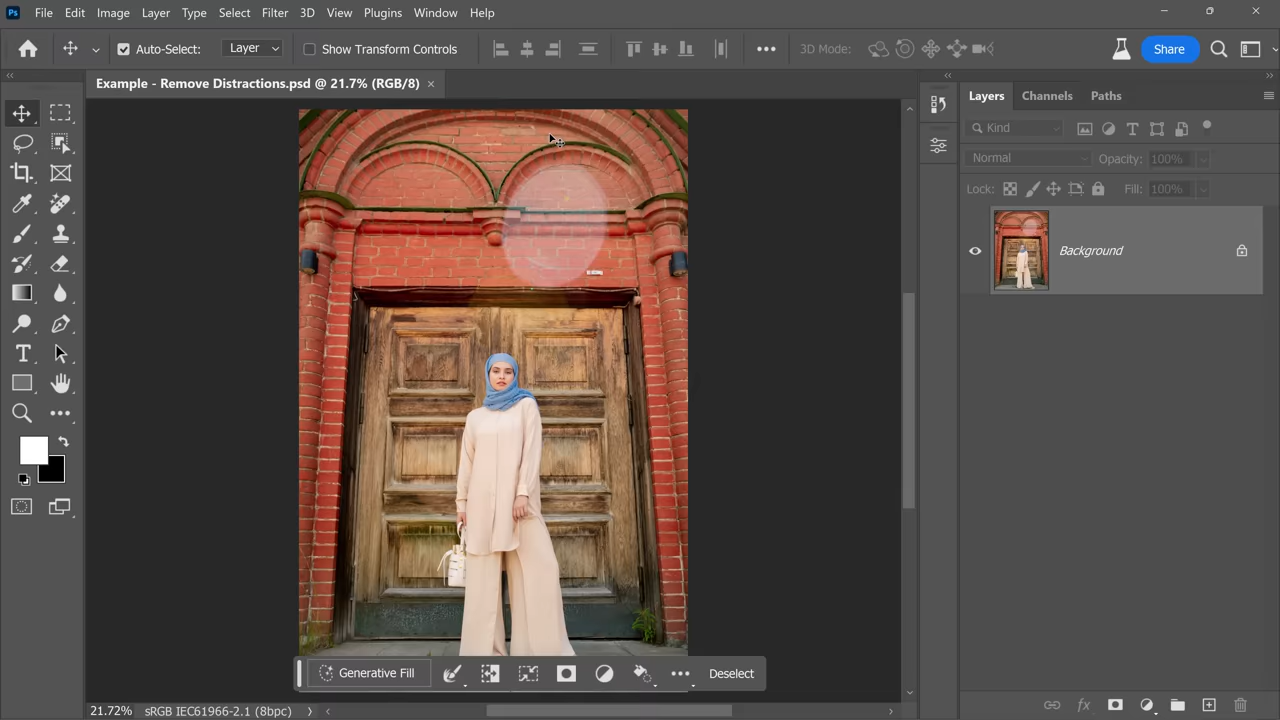 Ps File Edit Image Layer Type Select Filter 3D View Plugins Window Help
Auto-Select: Layer Show Transform Controls 3D Mode: Share
Example - Remove Distractions.psd @ 21.7% (RGB/8)
Layers Channels Paths
Kind
Normal Opacity: 100%
Lock: Fill: 100%
Background
Generative Fill Deselect
21.72% sRGB IEC61966-2.1 (8bpc)